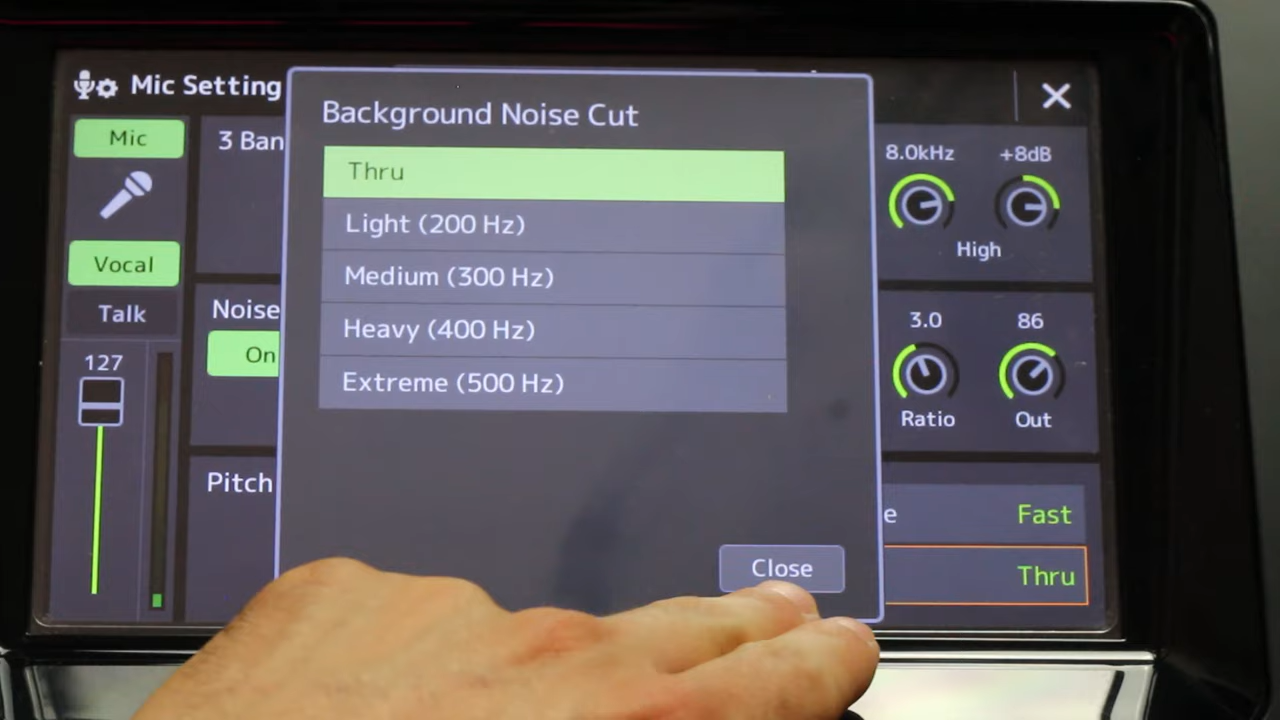 Mic Setting
Mic
Vocal
Talk
127
3 Ban
Noise
On
Pitch
Background Noise Cut
Thru
Light (200 Hz)
Medium (300 Hz)
Heavy (400 Hz)
Extreme (500 Hz)
Close
8.0kHz
+8dB
High
3.0
86
Ratio
Out
e
Fast
Thru